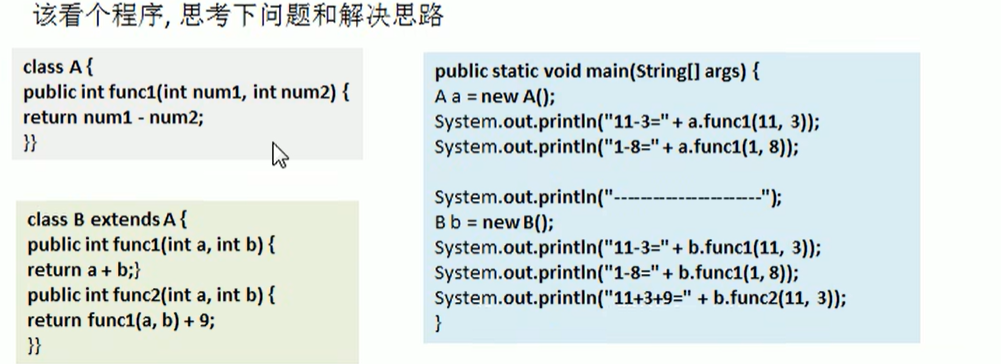 该看个程序, 思考下问题和解决思路
class A {
public int func1(int num1, int num2) {
return num1 - num2;
}}
class B extends A {
public int func1(int a, int b) {
return a + b;}
public int func2(int a, int b) {
return func1(a, b) + 9;
}}
public static void main(String[] args) {
A a = new A();
System.out.println("11-3=" + a.func1(11, 3));
System.out.println("1-8=" + a.func1(1, 8));
System.out.println("-----------------------");
B b = new B();
System.out.println("11-3=" + b.func1(11, 3));
System.out.println("1-8=" + b.func1(1, 8));
System.out.println("11+3+9=" + b.func2(11, 3));
}